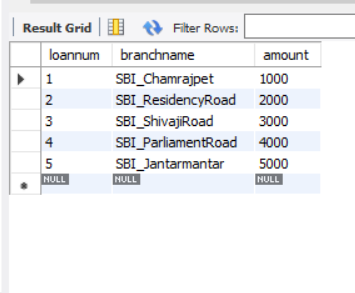 Result Grid Filter Rows:
loannum branchname amount
1 SBI_Chamrajpet 1000
2 SBI_ResidencyRoad 2000
3 SBI_ShivajiRoad 3000
4 SBI_ParliamentRoad 4000
5 SBI_Jantarmantar 5000
NULL NULL NULL